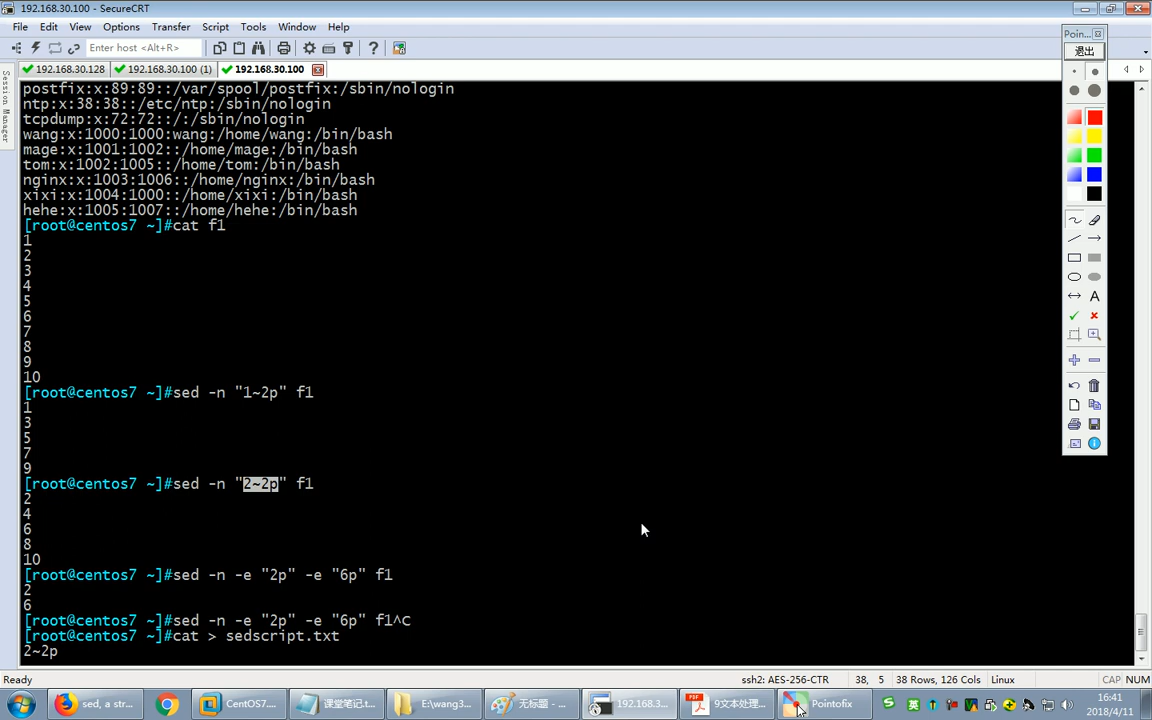 192.168.30.100 - SecureCRT
File Edit View Options Transfer Script Tools Window Help
Enter host <Alt+R>
192.168.30.128 192.168.30.100 (1) 192.168.30.100
Session Manager
postfix:x:89:89::/var/spool/postfix:/sbin/nologin
ntp:x:38:38::/etc/ntp:/sbin/nologin
tcpdump:x:72:72::/:/sbin/nologin
wang:x:1000:1000:wang:/home/wang:/bin/bash
mage:x:1001:1002::/home/mage:/bin/bash
tom:x:1002:1005::/home/tom:/bin/bash
nginx:x:1003:1006::/home/nginx:/bin/bash
xixi:x:1004:1000::/home/xixi:/bin/bash
hehe:x:1005:1007::/home/hehe:/bin/bash
[root@centos7 ~]#cat f1
1
2
3
4
5
6
7
8
9
10
[root@centos7 ~]#sed -n "1~2p" f1
1
3
5
7
9
[root@centos7 ~]#sed -n "2~2p" f1
2
4
6
8
10
[root@centos7 ~]#sed -n -e "2p" -e "6p" f1
2
6
[root@centos7 ~]#sed -n -e "2p" -e "6p" f1^C
[root@centos7 ~]#cat > sedscript.txt
2~2p
Poin...
退出
A
Ready
ssh2: AES-256-CTR 38, 5 38 Rows, 126 Cols Linux CAP NUM
sed, a str... CentOS7.... 课堂笔记.t... E:\wang3... 无标题 - ... 192.168.3... 9文本处理... Pointofix
英
16:41
2018/4/11